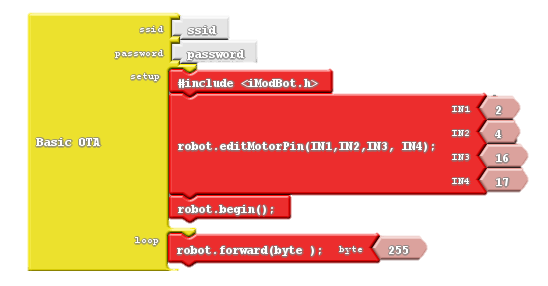 ssid ssid
password password
setup
#include <iModBot.h>
IN1 2
IN2 4
Basic OTA robot.editMotorPin(IN1,IN2,IN3, IN4);
IN3 16
IN4 17
robot.begin();
loop
robot.forward(byte ); byte 255